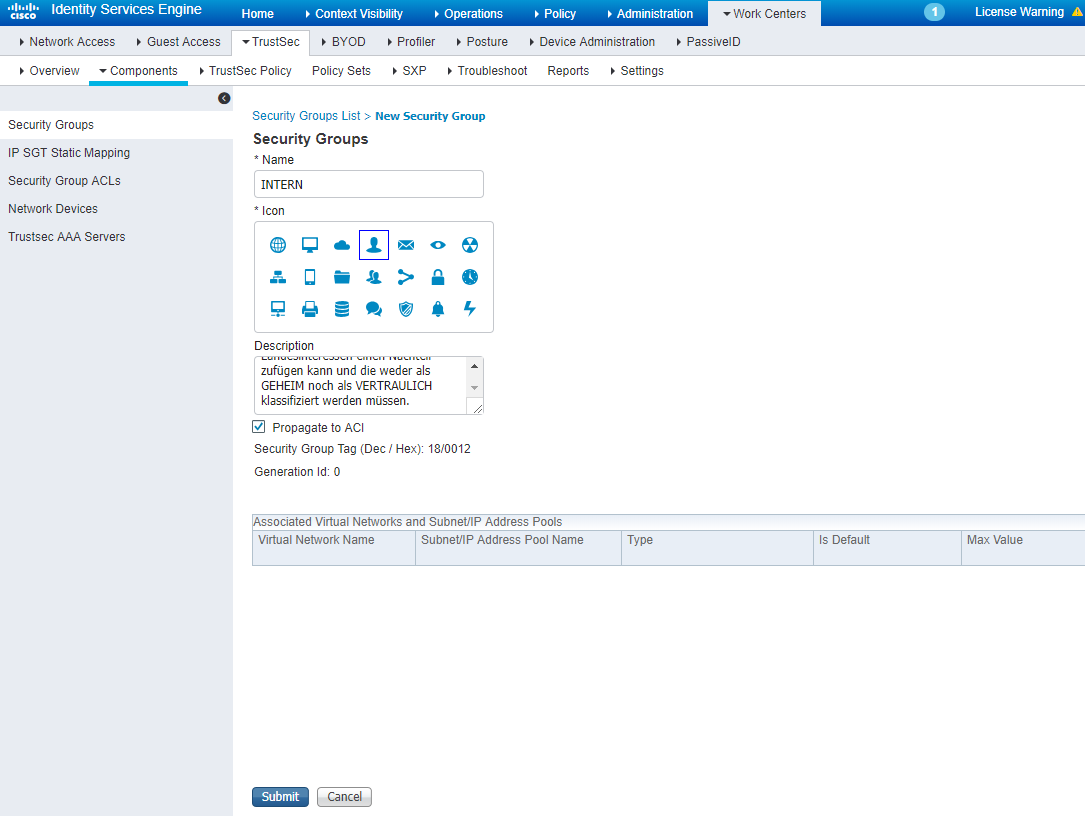 CISCO
Identity Services Engine
Home
Context Visibility
Operations
Policy
Administration
Work Centers
1
License Warning
Network Access
Guest Access
TrustSec
BYOD
Profiler
Posture
Device Administration
PassiveID
Overview
Components
TrustSec Policy
Policy Sets
SXP
Troubleshoot
Reports
Settings
Security Groups
IP SGT Static Mapping
Security Group ACLs
Network Devices
Trustsec AAA Servers
Security Groups List > New Security Group
Security Groups
* Name
INTERN
* Icon
Description
Landesinteressen einen Nachteil
zufügen kann und die weder als
GEHEIM noch als VERTRAULICH
klassifiziert werden müssen.
Propagate to ACI
Security Group Tag (Dec / Hex): 18/0012
Generation Id: 0
Associated Virtual Networks and Subnet/IP Address Pools
Virtual Network Name
Subnet/IP Address Pool Name
Type
Is Default
Max Value
Submit
Cancel